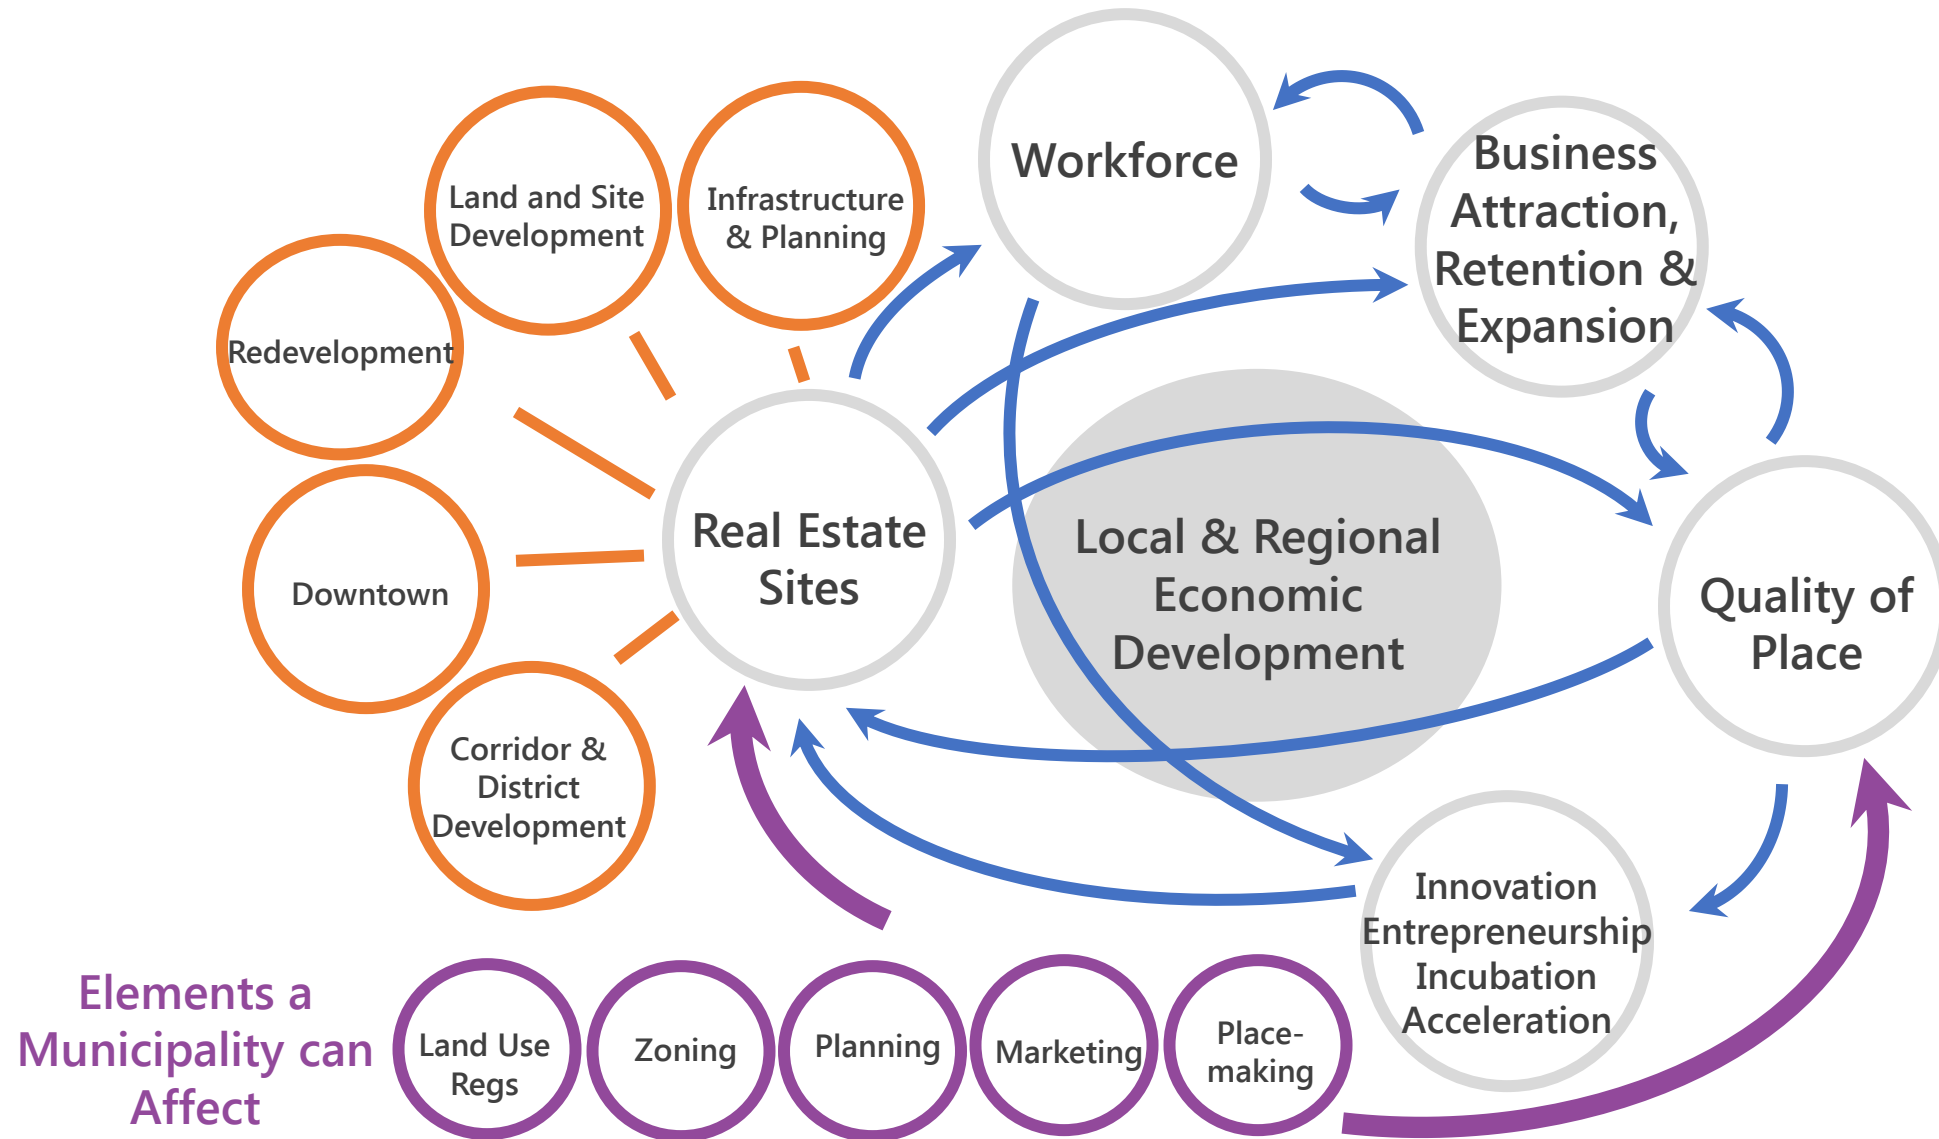 Workforce
Business
Attraction,
Retention &
Expansion
Land and Site
Development
Infrastructure
& Planning
Redevelopment
Real Estate
Sites
Local & Regional
Economic
Development
Quality of
Place
Downtown
Corridor &
District
Development
Innovation
Entrepreneurship
Incubation
Acceleration
Elements a
Municipality can
Affect
Land Use
Regs
Zoning
Planning
Marketing
Place-
making